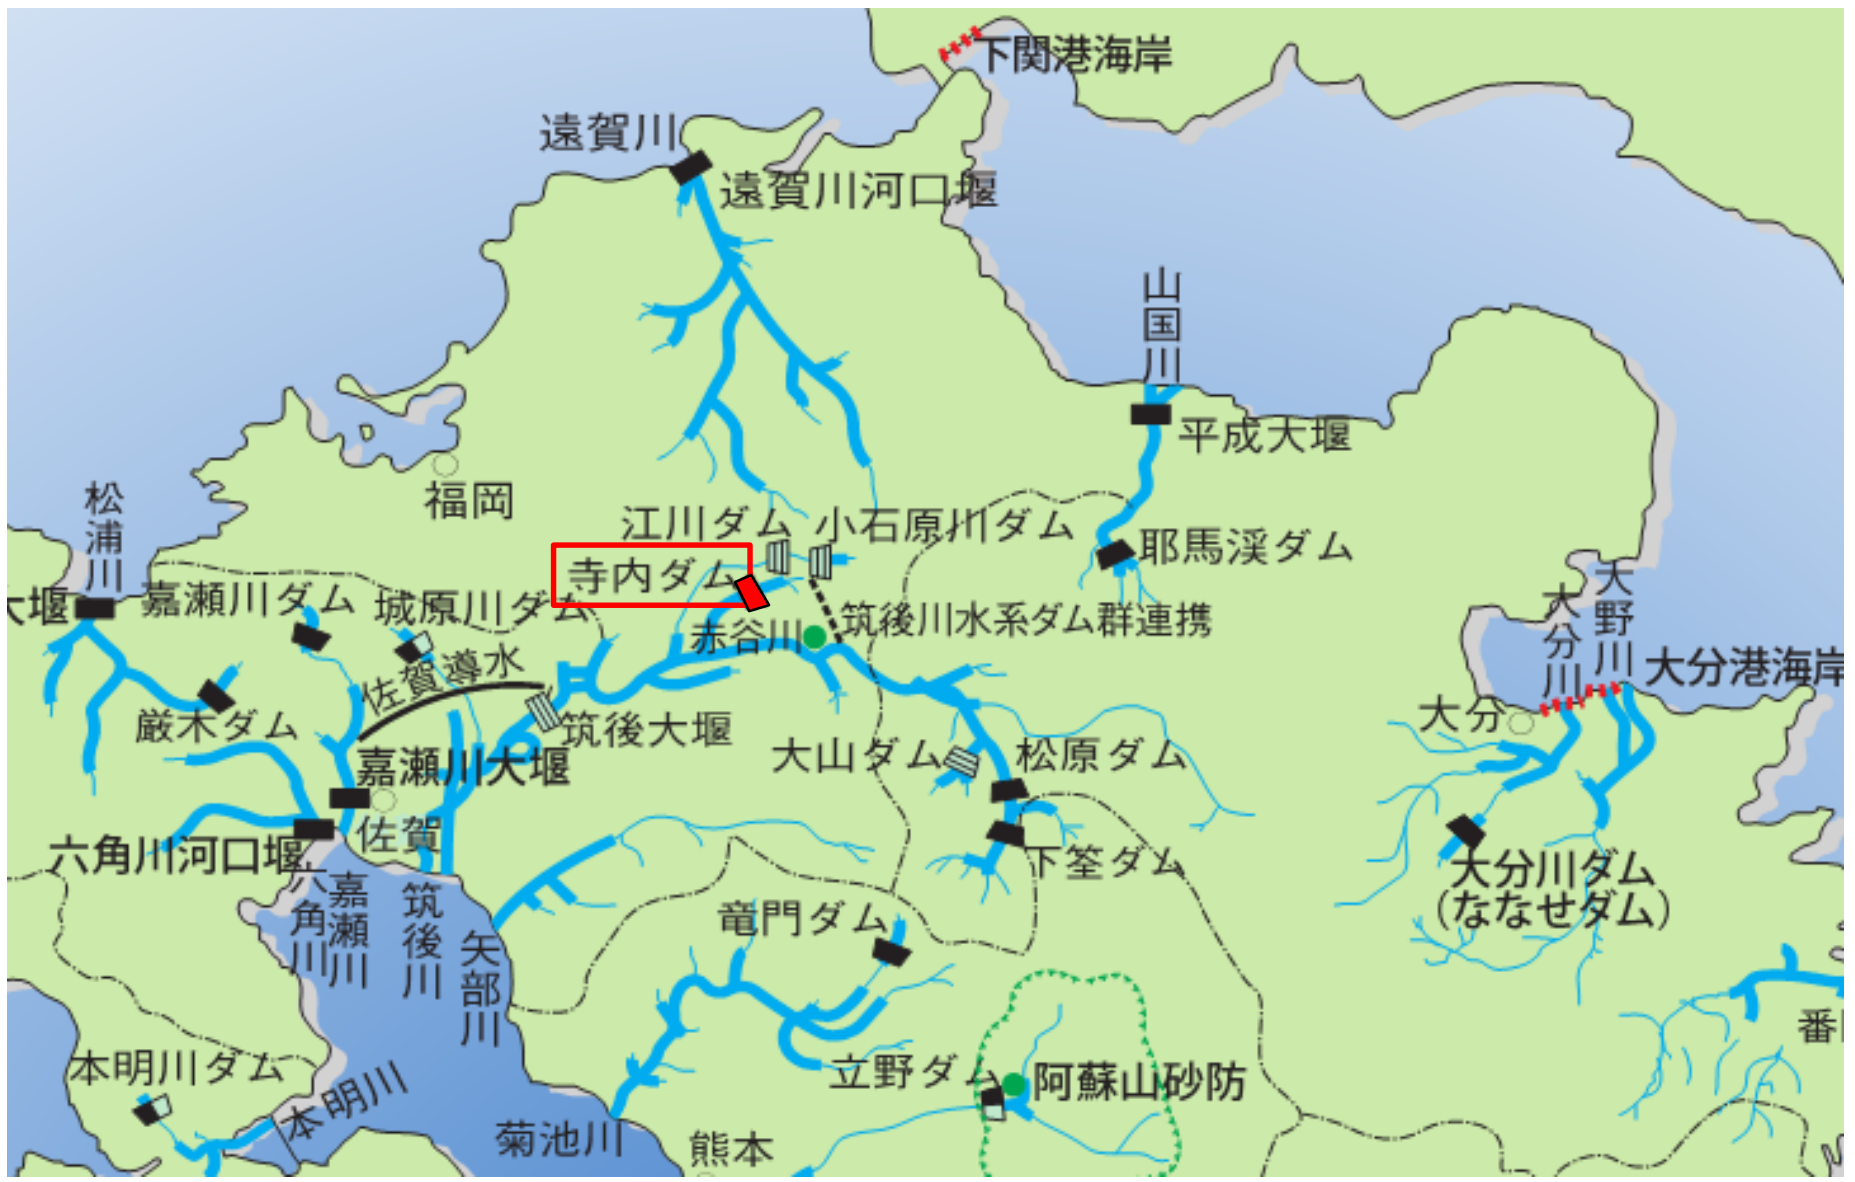 下関港海岸
遠賀川
遠賀川河口堰
山国川
平成大堰
福岡
松浦川
江川ダム
小石原川ダム
耶馬渓ダム
寺内ダム
大堰
嘉瀬川ダム
城原川ダム
筑後川水系ダム群連携
赤谷川
大分川
大野川
大分港海岸
佐賀導水
厳木ダム
筑後大堰
大分
大山ダム
松原ダム
嘉瀬川大堰
佐賀
六角川河口堰
下筌ダム
大分川ダム
(ななせダム)
六角川
嘉瀬川
筑後川
矢部川
竜門ダム
番
本明川ダム
本明川
立野ダム
阿蘇山砂防
菊池川
熊本